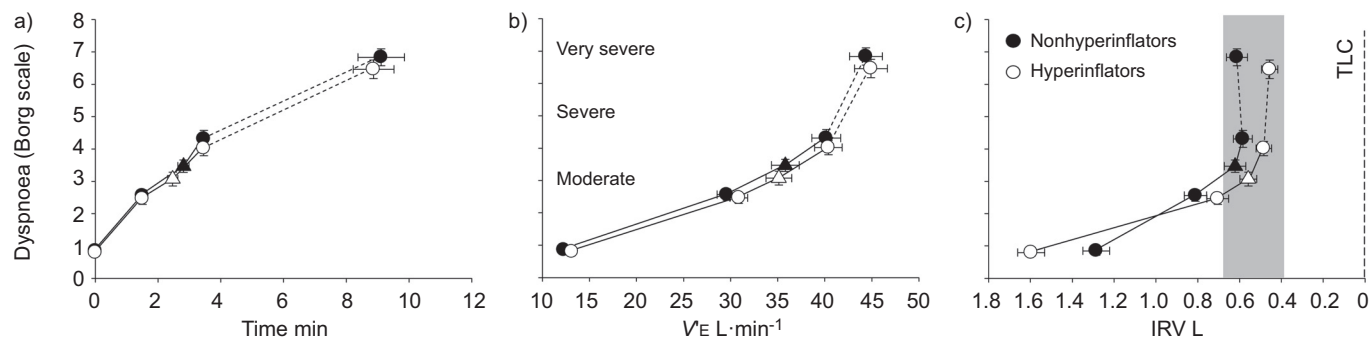 a)
Dyspnoea (Borg scale)
8
7
6
5
4
3
2
1
0
0 2 4 6 8 10 12
Time min
b)
Very severe
Severe
Moderate
10 15 20 25 30 35 40 45 50
V'E L·min-1
c)
Nonhyperinflators
Hyperinflators
TLC
1.8 1.6 1.4 1.2 1.0 0.8 0.6 0.4 0.2 0
IRV L